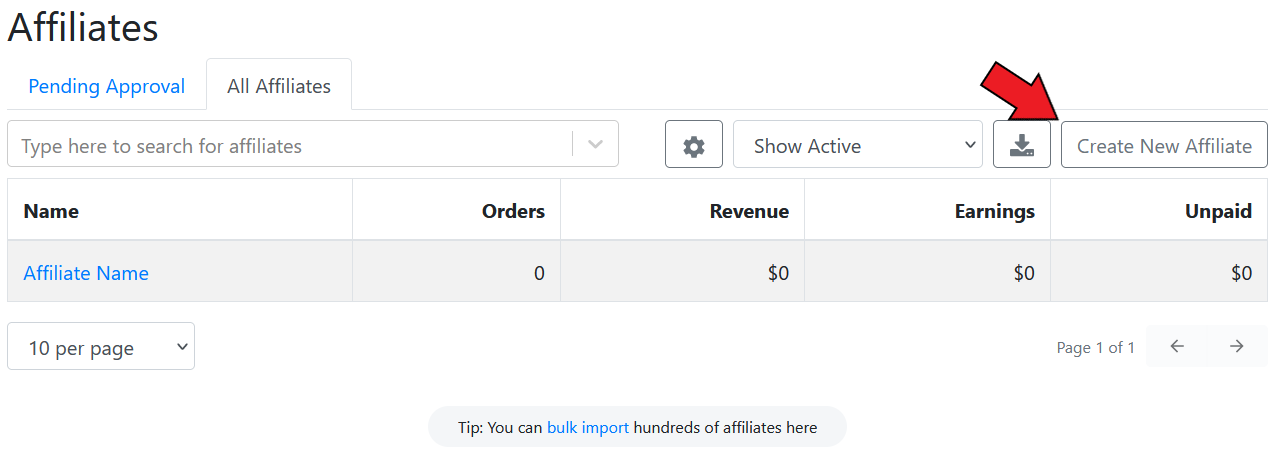 Affiliates
Pending Approval All Affiliates
Type here to search for affiliates Show Active Create New Affiliate
Name Orders Revenue Earnings Unpaid
Affiliate Name 0 $0 $0 $0
10 per page Page 1 of 1
Tip: You can bulk import hundreds of affiliates here